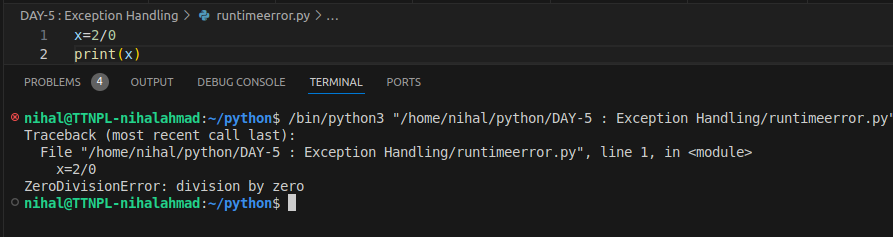 DAY-5 : Exception Handling > runtimeerror.py > ...
1 x=2/0
2 print(x)
PROBLEMS 4 OUTPUT DEBUG CONSOLE TERMINAL PORTS
nihal@TTNPL-nihalahmad:~/python$ /bin/python3 "/home/nihal/python/DAY-5 : Exception Handling/runtimeerror.py"
Traceback (most recent call last):
  File "/home/nihal/python/DAY-5 : Exception Handling/runtimeerror.py", line 1, in <module>
    x=2/0
ZeroDivisionError: division by zero
nihal@TTNPL-nihalahmad:~/python$